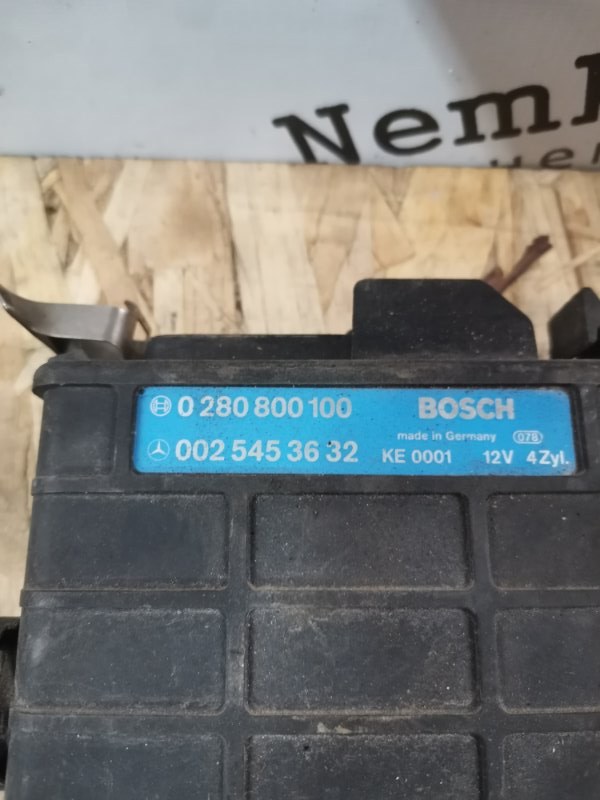 Nem
0 280 800 100 BOSCH
made in Germany 078
002 545 36 32 KE 0001 12V 4Zyl.